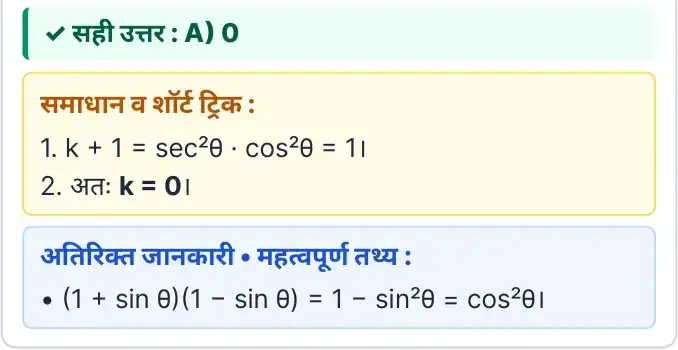 ✓ सही उत्तर : A) 0
समाधान व शॉर्ट ट्रिक :
1. k + 1 = sec²θ · cos²θ = 1।
2. अतः k = 0।
अतिरिक्त जानकारी • महत्वपूर्ण तथ्य :
• (1 + sin θ)(1 − sin θ) = 1 − sin²θ = cos²θ।